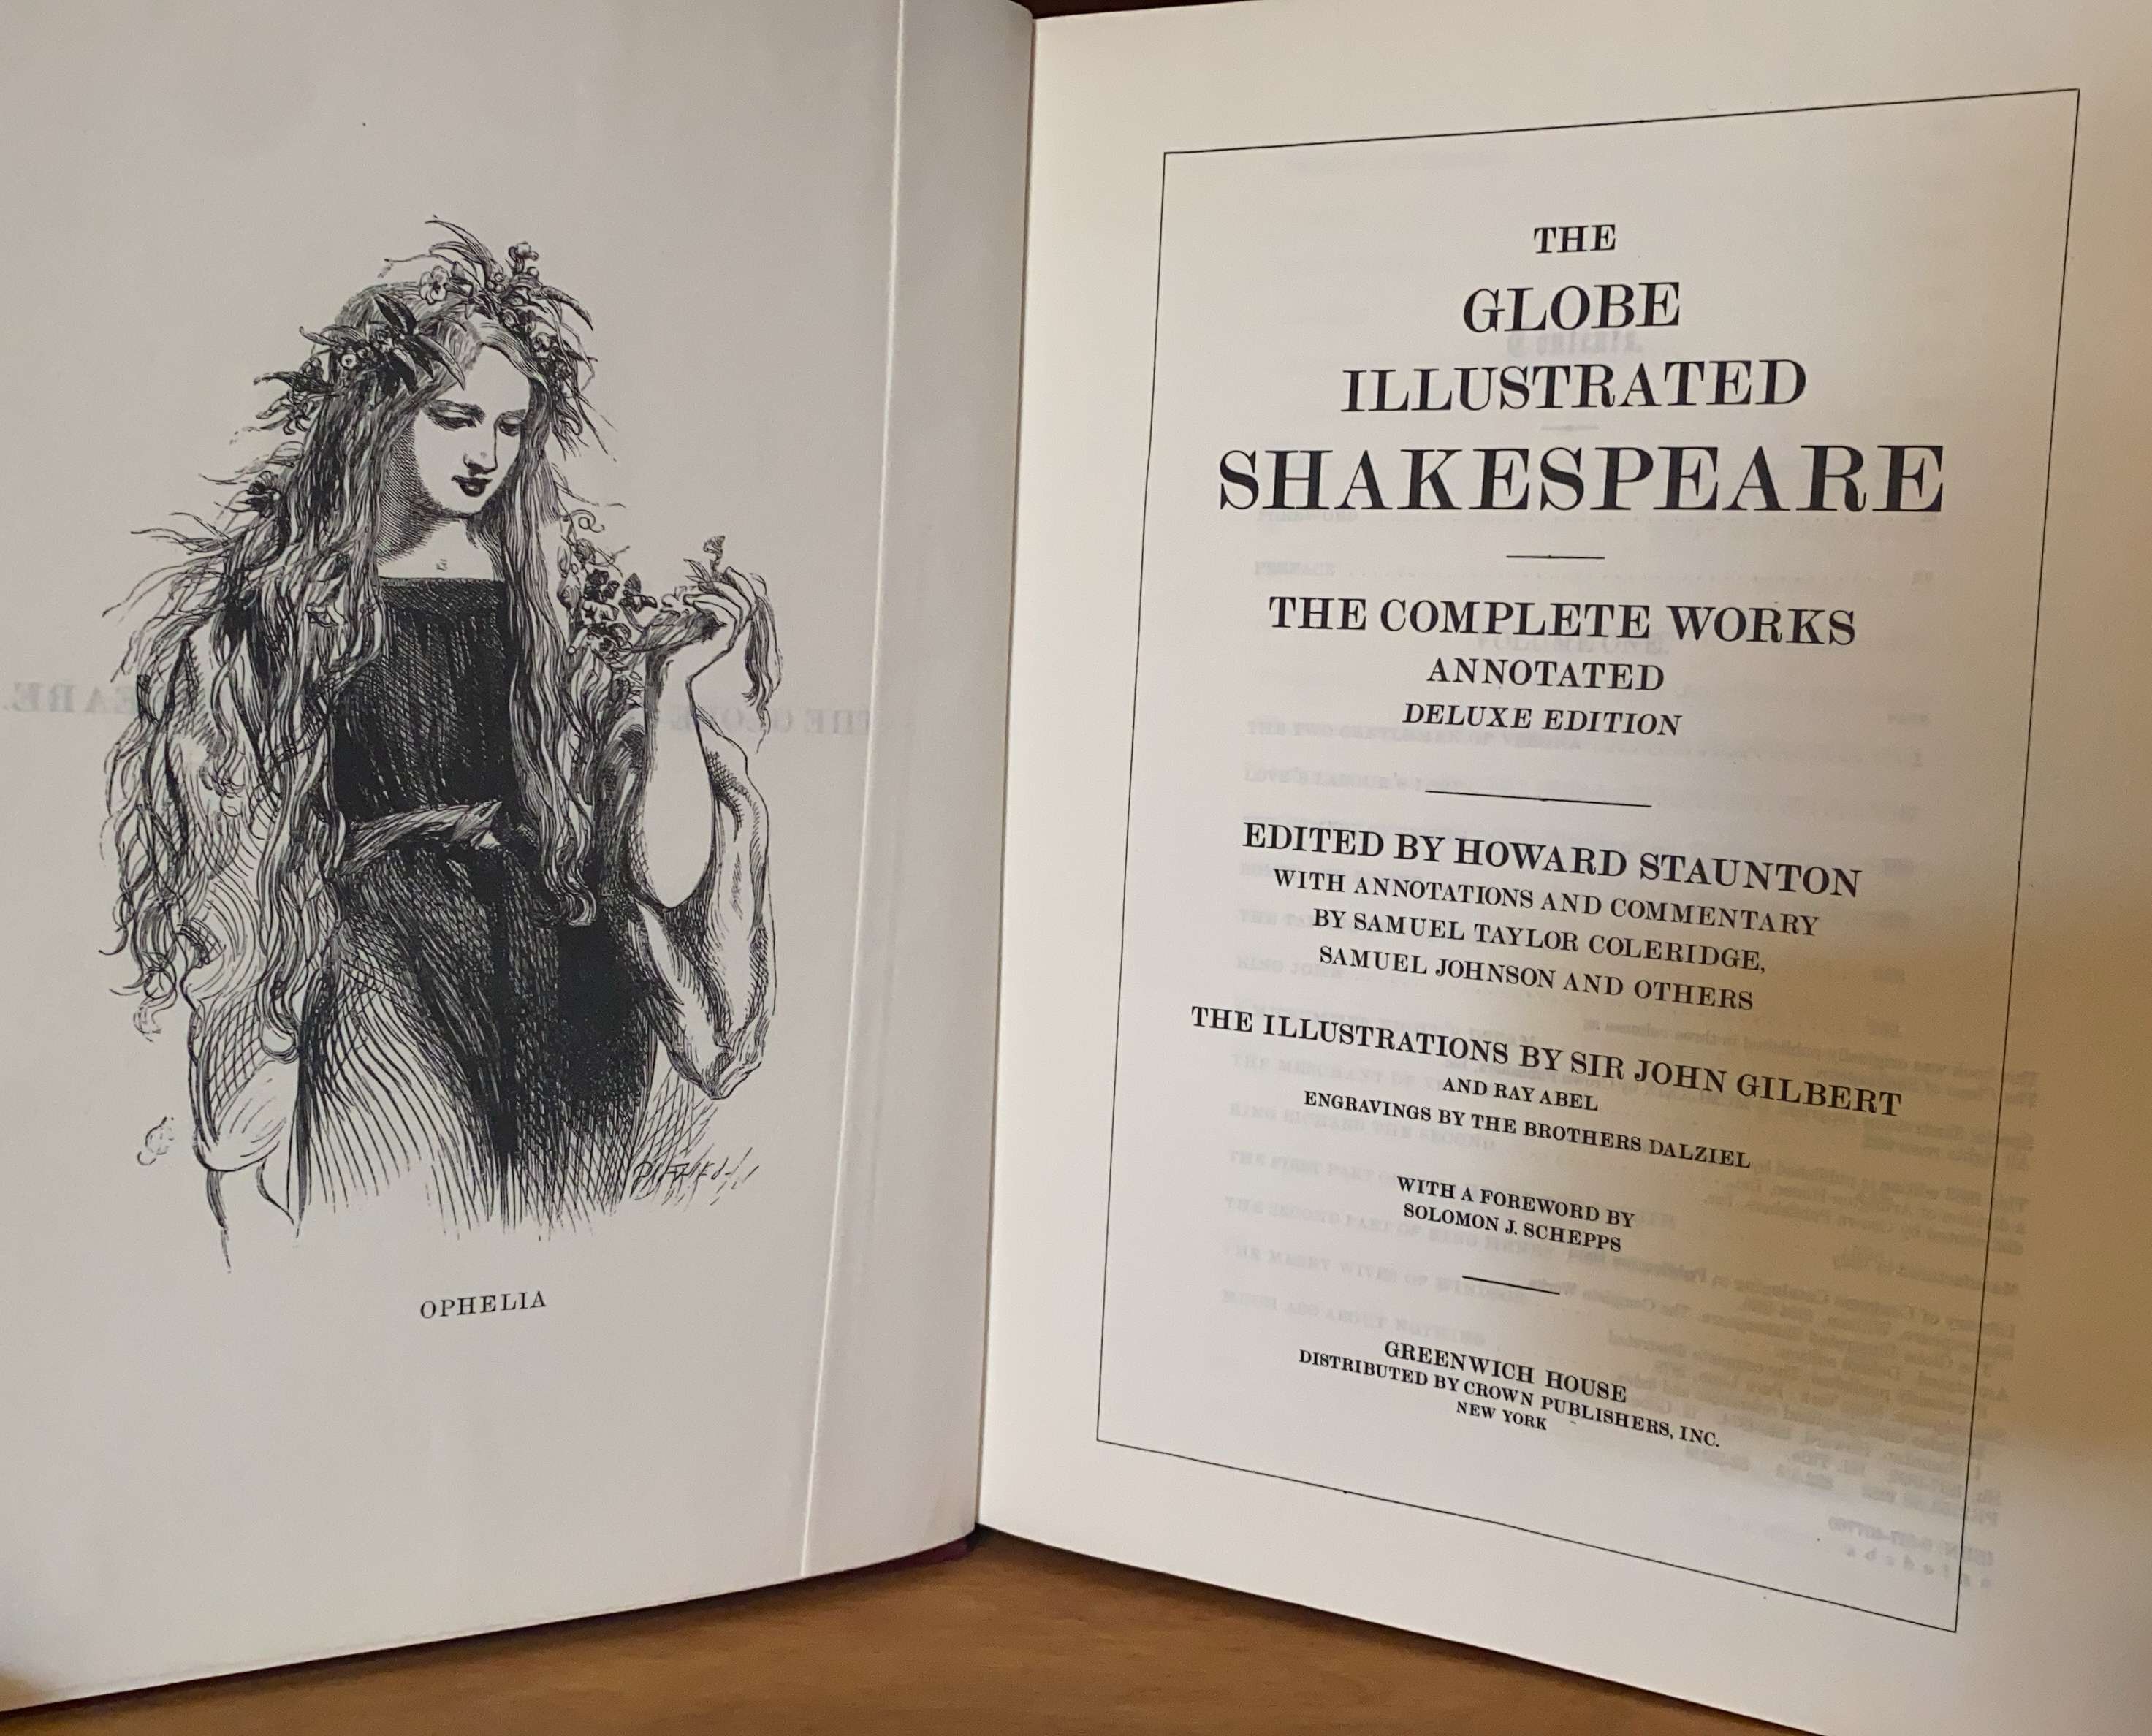 OPHELIA
THE
GLOBE
ILLUSTRATED
SHAKESPEARE
THE COMPLETE WORKS
ANNOTATED
DELUXE EDITION
EDITED BY HOWARD STAUNTON
WITH ANNOTATIONS AND COMMENTARY
BY SAMUEL TAYLOR COLERIDGE,
SAMUEL JOHNSON AND OTHERS
THE ILLUSTRATIONS BY SIR JOHN GILBERT
AND RAY ABEL
ENGRAVINGS BY THE BROTHERS DALZIEL
WITH A FOREWORD BY
SOLOMON J. SCHEPPS
GREENWICH HOUSE
DISTRIBUTED BY CROWN PUBLISHERS, INC.
NEW YORK